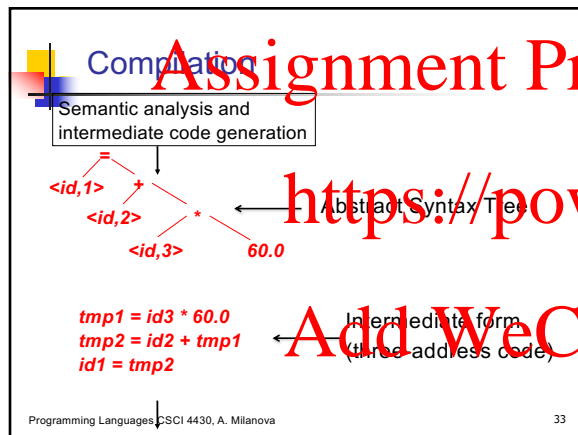 Compilation
Assignment Pr
Semantic analysis and
intermediate code generation
=
<id,1> +
<id,2> *
<id,3> 60.0
Abstract Syntax Tree
https://pow
tmp1 = id3 * 60.0
tmp2 = id2 + tmp1
id1 = tmp2
Intermediate form
(three-address code)
Add WeC
Programming Languages CSCI 4430, A. Milanova
33